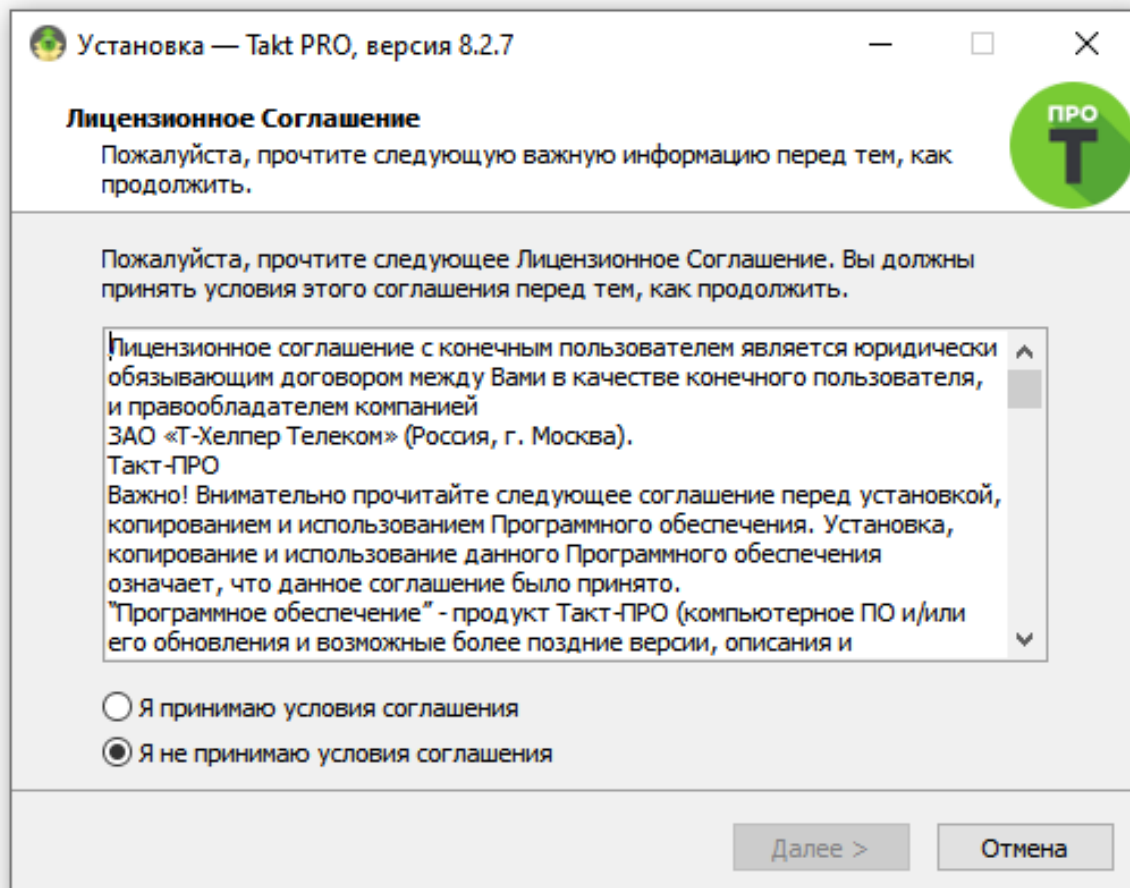 Установка — Takt PRO, версия 8.2.7
Лицензионное Соглашение
Пожалуйста, прочтите следующую важную информацию перед тем, как
продолжить.
ПРО
Т
Пожалуйста, прочтите следующее Лицензионное Соглашение. Вы должны
принять условия этого соглашения перед тем, как продолжить.
Лицензионное соглашение с конечным пользователем является юридически
обязывающим договором между Вами в качестве конечного пользователя,
и правообладателем компанией
ЗАО «Т-Хелпер Телеком» (Россия, г. Москва).
Такт-ПРО
Важно! Внимательно прочитайте следующее соглашение перед установкой,
копированием и использованием Программного обеспечения. Установка,
копирование и использование данного Программного обеспечения
означает, что данное соглашение было принято.
“Программное обеспечение” - продукт Такт-ПРО (компьютерное ПО и/или
его обновления и возможные более поздние версии, описания и
Я принимаю условия соглашения
Я не принимаю условия соглашения
Далее >
Отмена